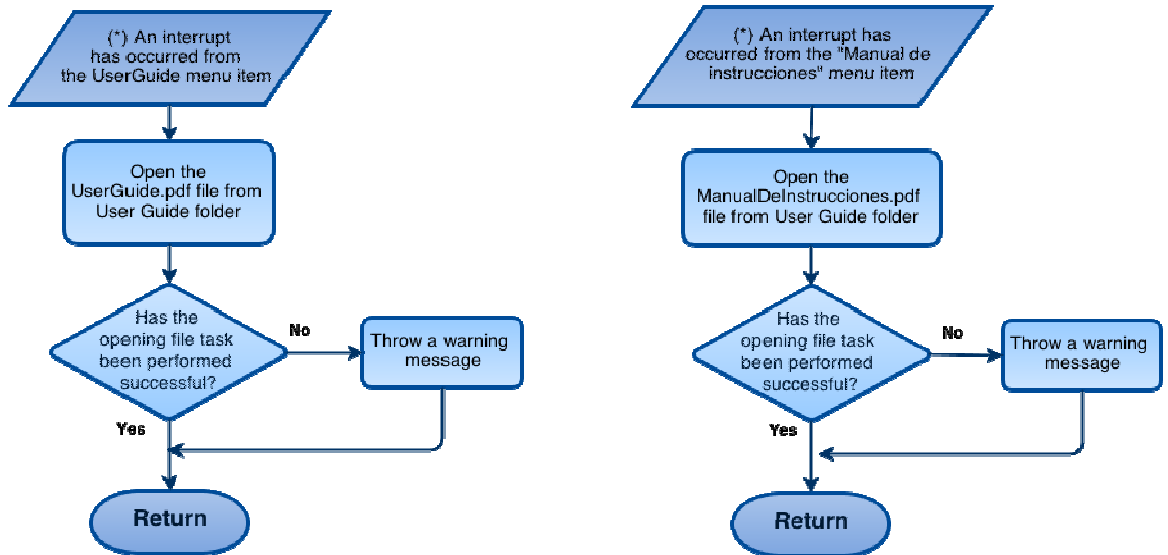 (*) An interrupt
has occurred from
the UserGuide menu item
Open the
UserGuide.pdf file from
User Guide folder
Has the
opening file task
been performed
successful?
No
Throw a warning
message
Yes
Return
(*) An interrupt has
occurred from the "Manual de
instrucciones" menu item
Open the
ManualDeInstrucciones.pdf
file from User Guide folder
Has the
opening file task
been performed
successful?
No
Throw a warning
message
Yes
Return